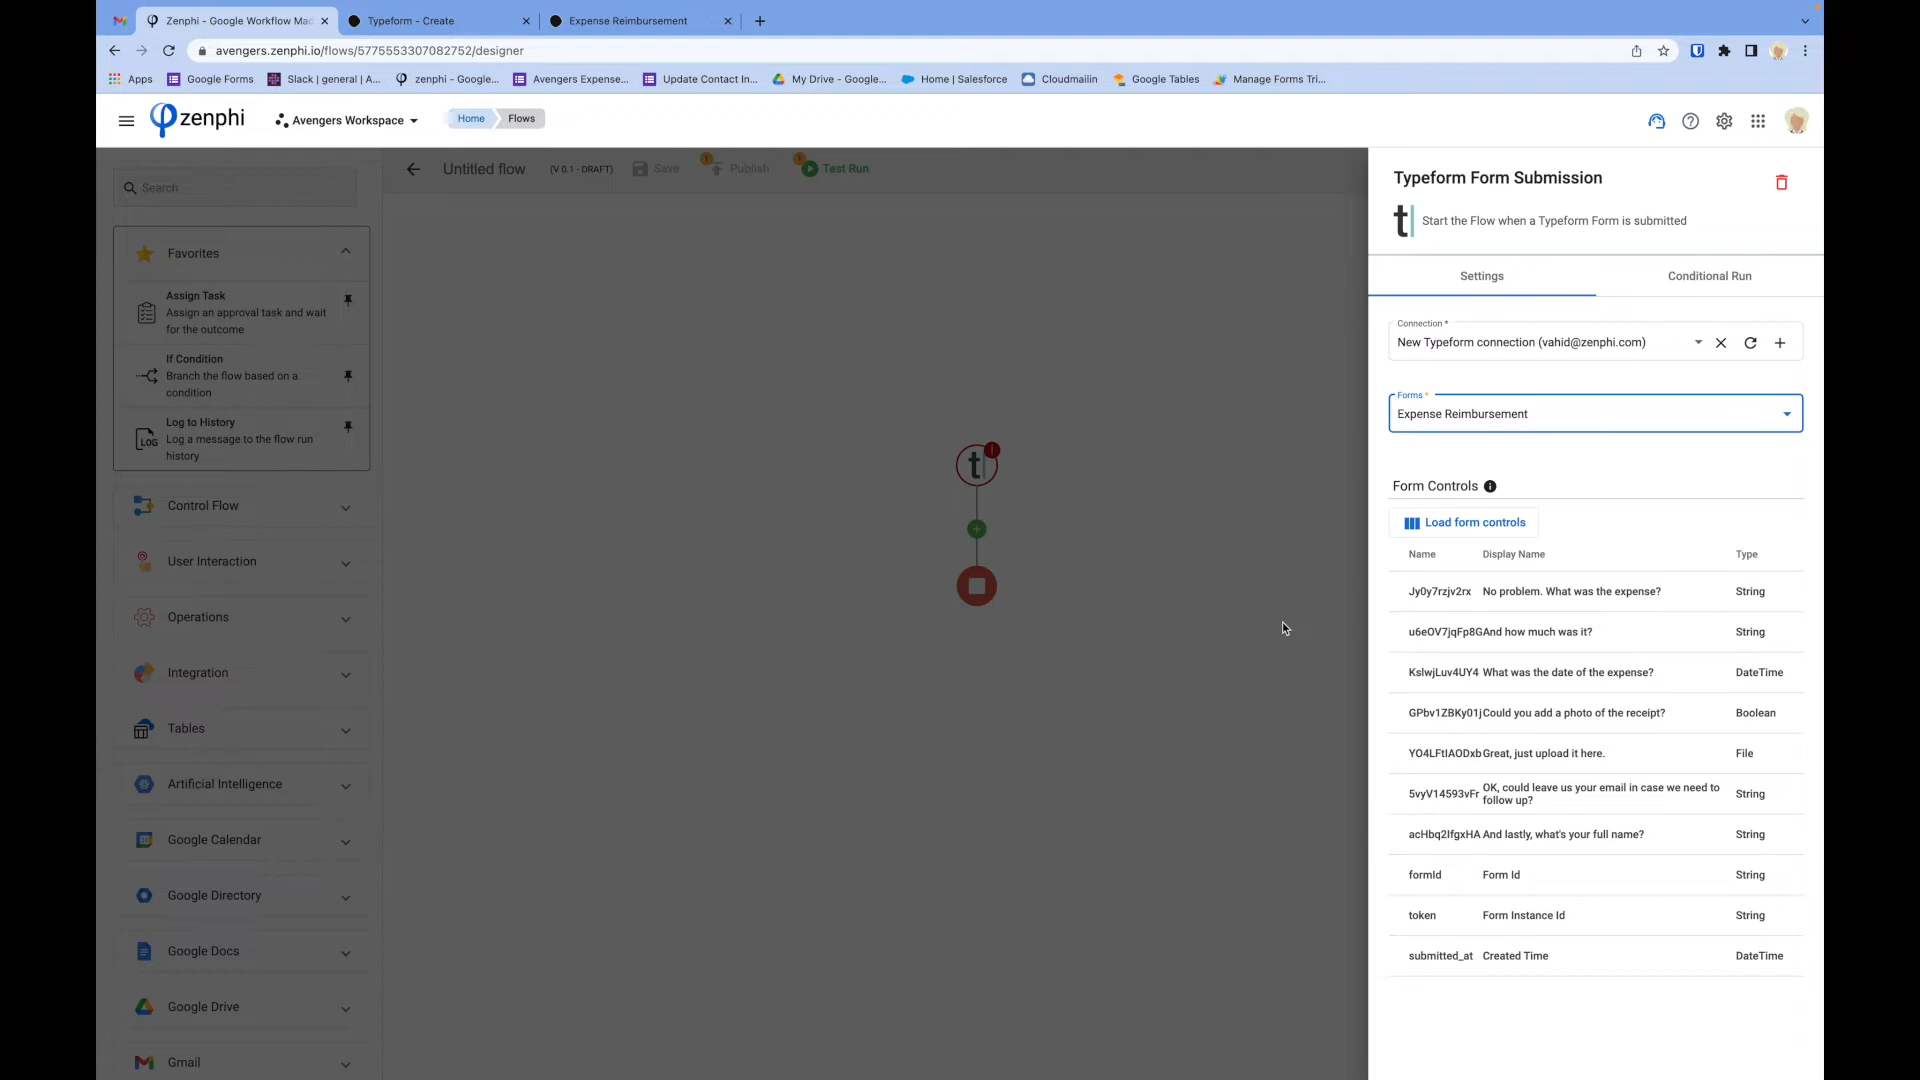 Zenphi - Google Workflow Mad
Typeform - Create
Expense Reimbursement
avengers.zenphi.io/flows/5775553307082752/designer
Apps
Google Forms
Slack | general | A...
zenphi - Google...
Avengers Expense...
Update Contact In...
My Drive - Google...
Home | Salesforce
Cloudmailin
Google Tables
Manage Forms Tri...
zenphi
Avengers Workspace
Home
Flows
Untitled flow
(V 0.1 - DRAFT)
Save
Publish
Test Run
Search
Favorites
Assign Task
Assign an approval task and wait
for the outcome
If Condition
Branch the flow based on a
condition
LOG
Log to History
Log a message to the flow run
history
Control Flow
User Interaction
Operations
Integration
Tables
Artificial Intelligence
Google Calendar
Google Directory
Google Docs
Google Drive
Gmail
Typeform Form Submission
Start the Flow when a Typeform Form is submitted
Settings
Conditional Run
Connection *
New Typeform connection (vahid@zenphi.com)
Forms *
Expense Reimbursement
Form Controls
Load form controls
Name Display Name Type
Jy0y7rzjv2rx No problem. What was the expense? String
u6eOV7jqFp8G And how much was it? String
KslwjLuv4UY4 What was the date of the expense? DateTime
GPbv1ZBKy01j Could you add a photo of the receipt? Boolean
YO4LFtIAODxb Great, just upload it here. File
5vyV14593vFr OK, could leave us your email in case we need to
follow up? String
acHbq2IfgxHA And lastly, what's your full name? String
formId Form Id String
token Form Instance Id String
submitted_at Created Time DateTime